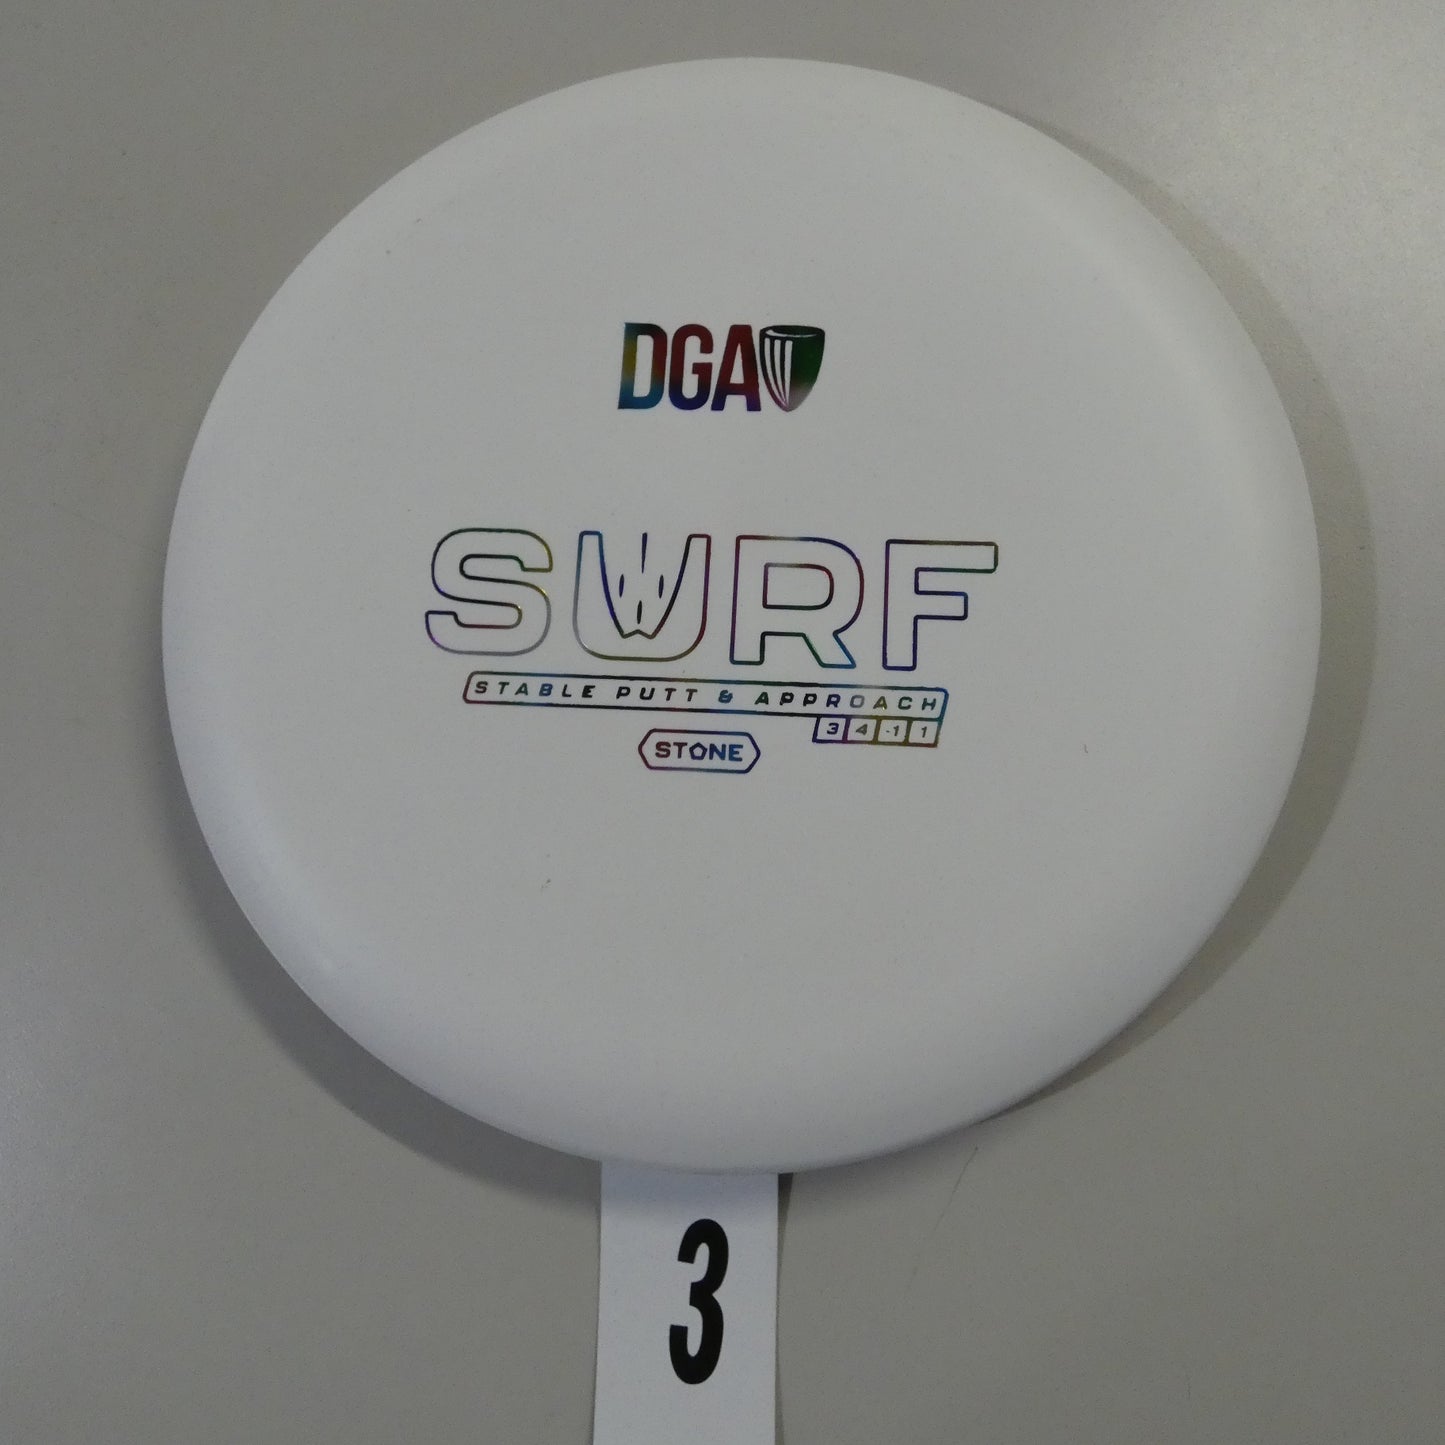 DGA
SURF
STABLE PUTT & APPROACH
3 4 -1 1
STONE
3